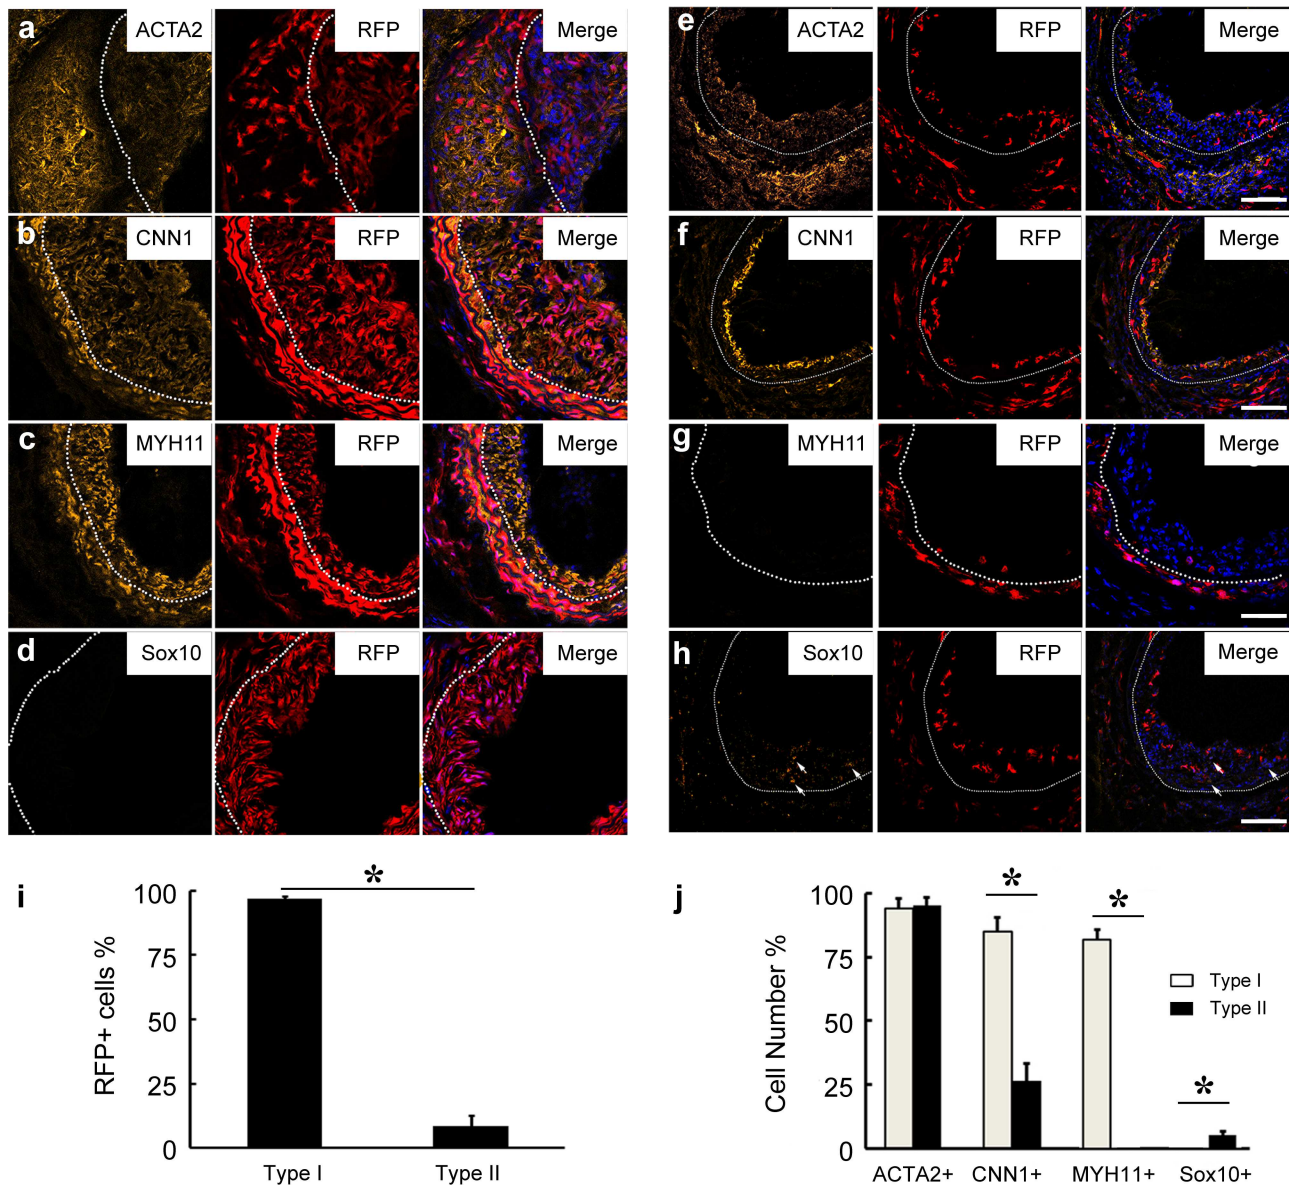 a ACTA2 RFP Merge
e ACTA2 RFP Merge
b CNN1 RFP Merge
f CNN1 RFP Merge
c MYH11 RFP Merge
g MYH11 RFP Merge
d Sox10 RFP Merge
h Sox10 RFP Merge
i
*
RFP+ cells %
100
75
50
25
0
Type I Type II
j
* * *
Cell Number %
100
75
50
25
0
Type I
Type II
ACTA2+ CNN1+ MYH11+ Sox10+